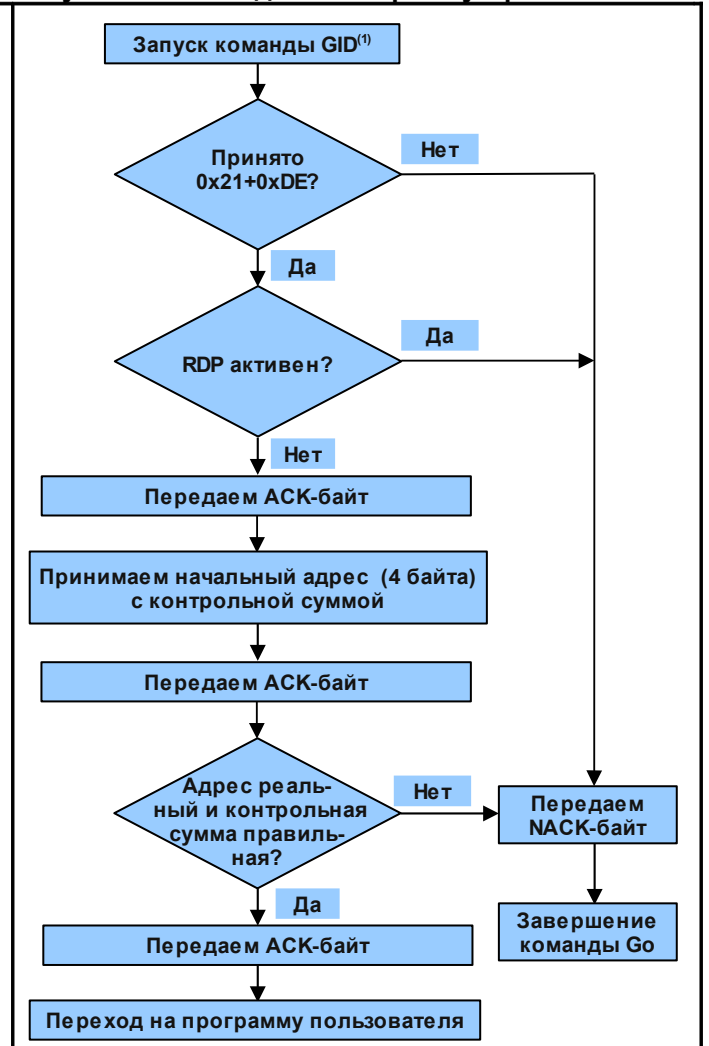 Запуск команды GID(1)
Принято
0x21+0xDE?
Нет
Да
RDP активен?
Да
Нет
Передаем ACK-байт
Принимаем начальный адрес (4 байта)
с контрольной суммой
Передаем ACK-байт
Адрес реаль-
ный и контрольная
сумма правиль-
ная?
Нет
Передаем
NACK-байт
Да
Завершение
команды Go
Передаем ACK-байт
Переход на программу пользователя